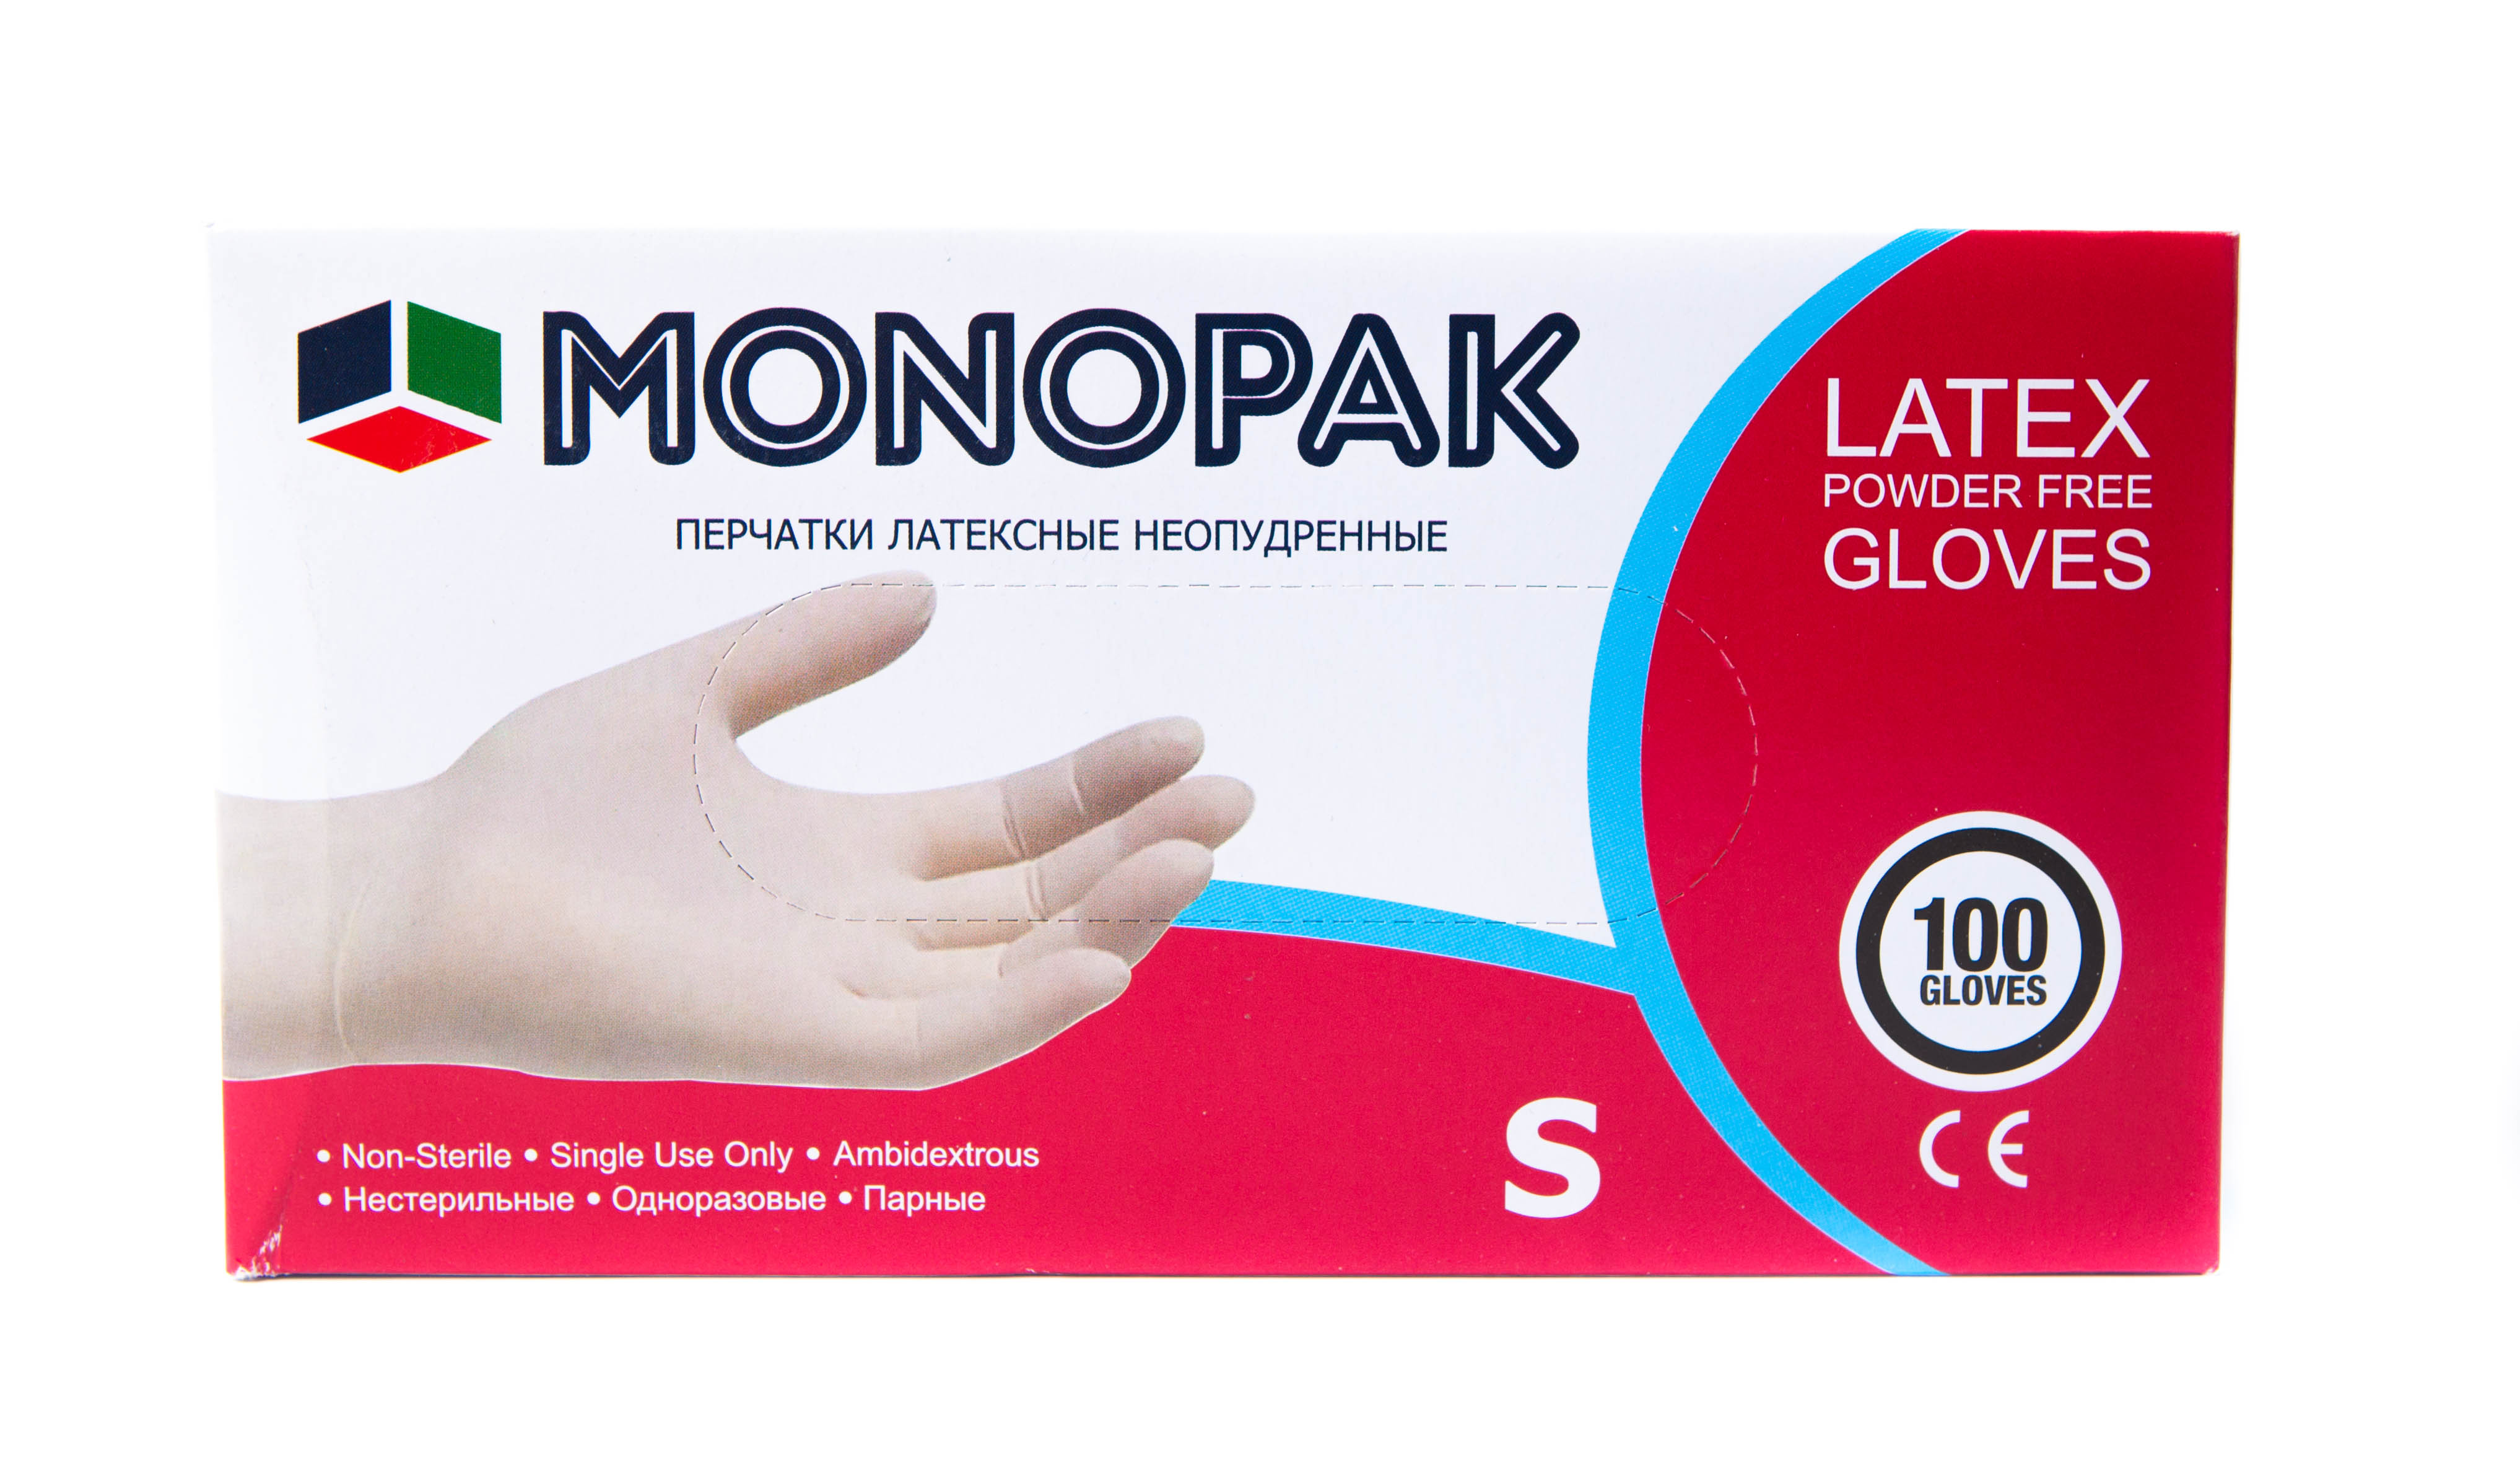 MONOPAK
ПЕРЧАТКИ ЛАТЕКСНЫЕ НЕОПУДРЕННЫЕ
LATEX
POWDER FREE
GLOVES
100
GLOVES
CE
S
• Non-Sterile • Single Use Only • Ambidextrous
• Нестерильные • Одноразовые • Парные